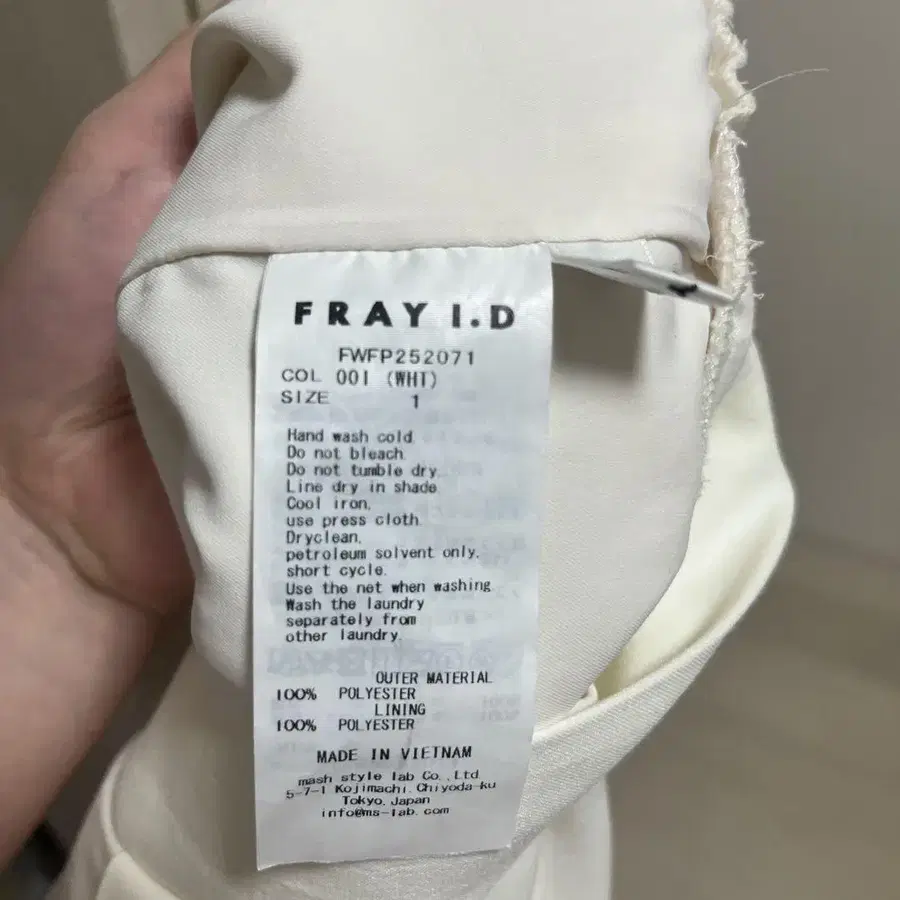 FRAY I.D
FWFP252071
COL 001 (WHT)
SIZE 1
Hand wash cold.
Do not bleach.
Do not tumble dry.
Line dry in shade.
Cool iron,
use press cloth.
Dryclean,
petroleum solvent only.
short cycle.
Use the net when washing.
Wash the laundry
separately from
other laundry.
OUTER MATERIAL
100% POLYESTER
LINING
100% POLYESTER
MADE IN VIETNAM
mash style lab Co., Ltd.
5-7-1 Kojimachi, Chiyoda-ku
Tokyo, Japan
info@ms-lab.com